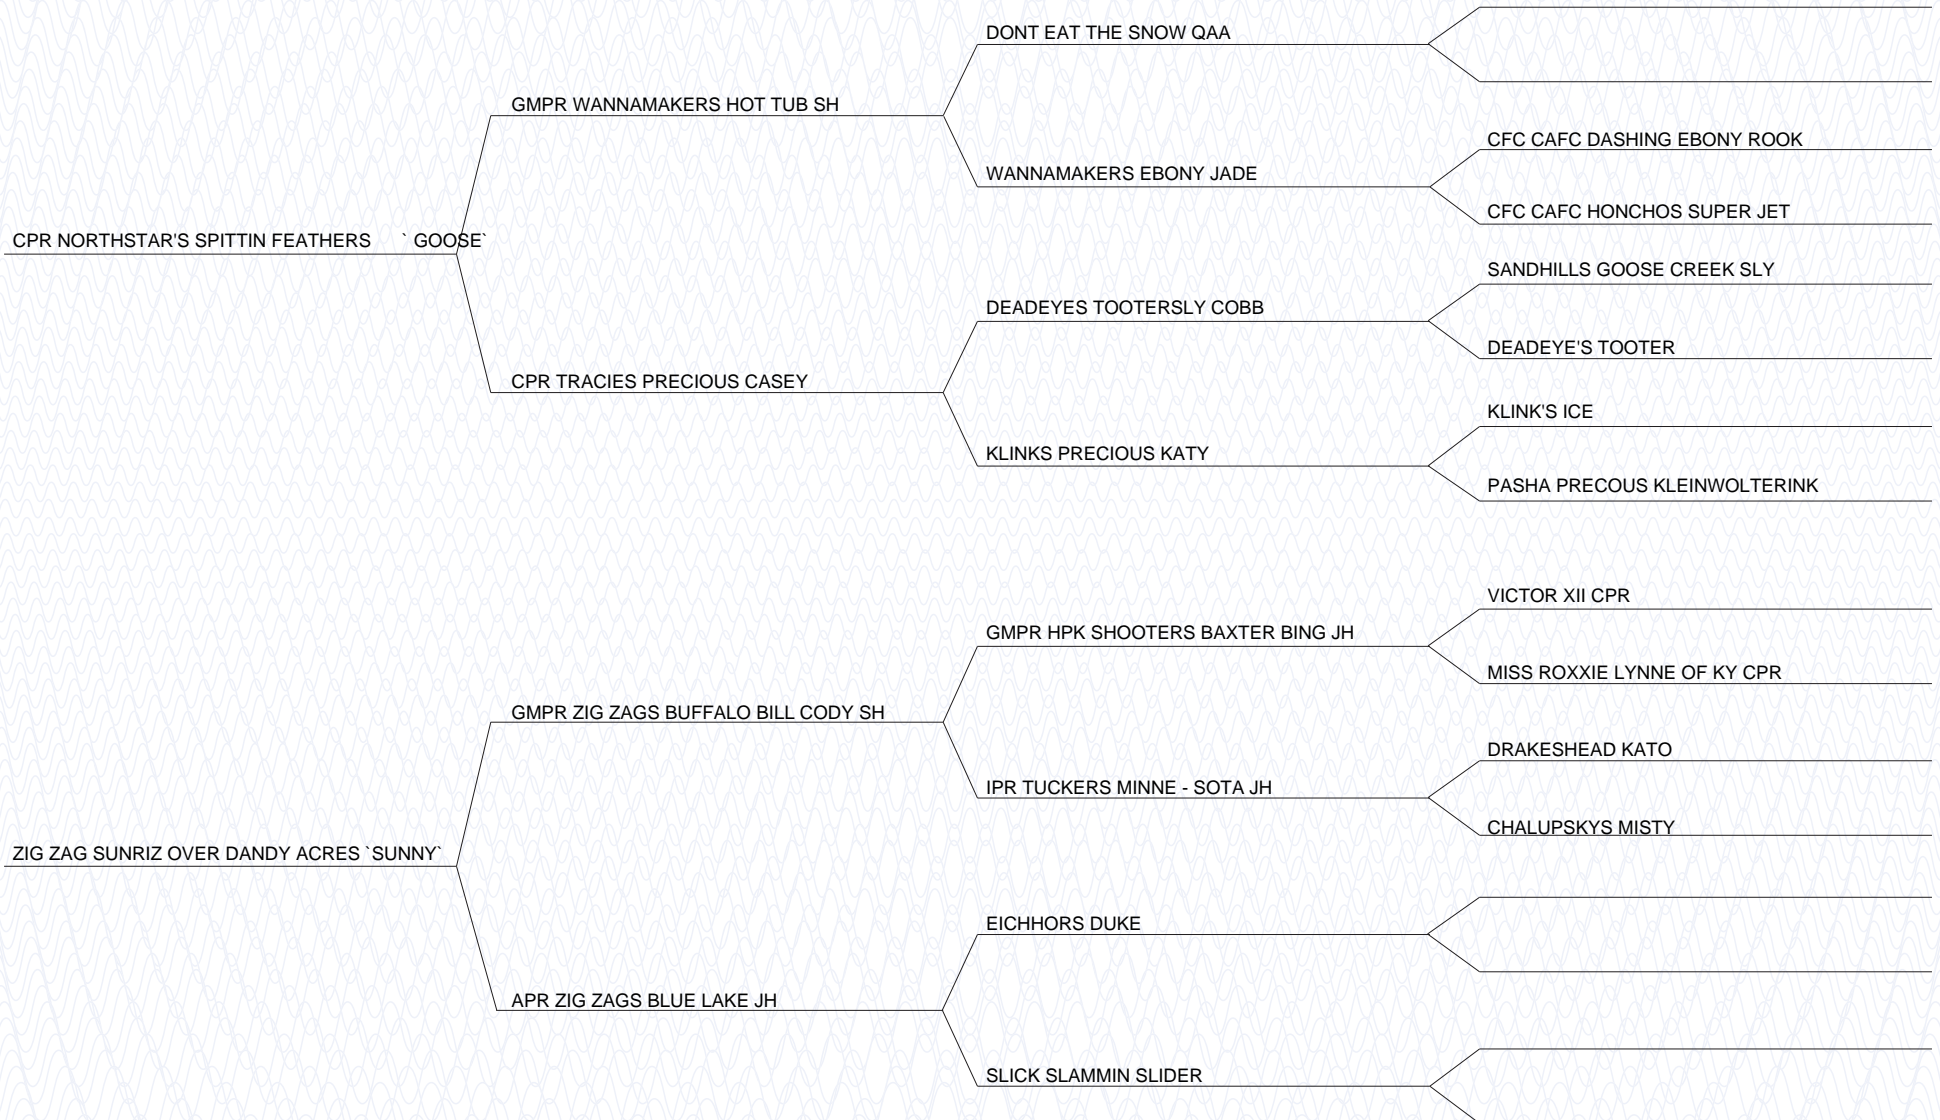 DONT EAT THE SNOW QAA
GMPR WANNAMAKERS HOT TUB SH
CFC CAFC DASHING EBONY ROOK
WANNAMAKERS EBONY JADE
CFC CAFC HONCHOS SUPER JET
CPR NORTHSTAR'S SPITTIN FEATHERS ` GOOSE`
SANDHILLS GOOSE CREEK SLY
DEADEYES TOOTERSLY COBB
DEADEYE'S TOOTER
CPR TRACIES PRECIOUS CASEY
KLINK'S ICE
KLINKS PRECIOUS KATY
PASHA PRECOUS KLEINWOLTERINK
VICTOR XII CPR
GMPR HPK SHOOTERS BAXTER BING JH
MISS ROXXIE LYNNE OF KY CPR
GMPR ZIG ZAGS BUFFALO BILL CODY SH
DRAKESHEAD KATO
IPR TUCKERS MINNE - SOTA JH
CHALUPSKYS MISTY
ZIG ZAG SUNRIZ OVER DANDY ACRES `SUNNY`
EICHHORS DUKE
APR ZIG ZAGS BLUE LAKE JH
SLICK SLAMMIN SLIDER